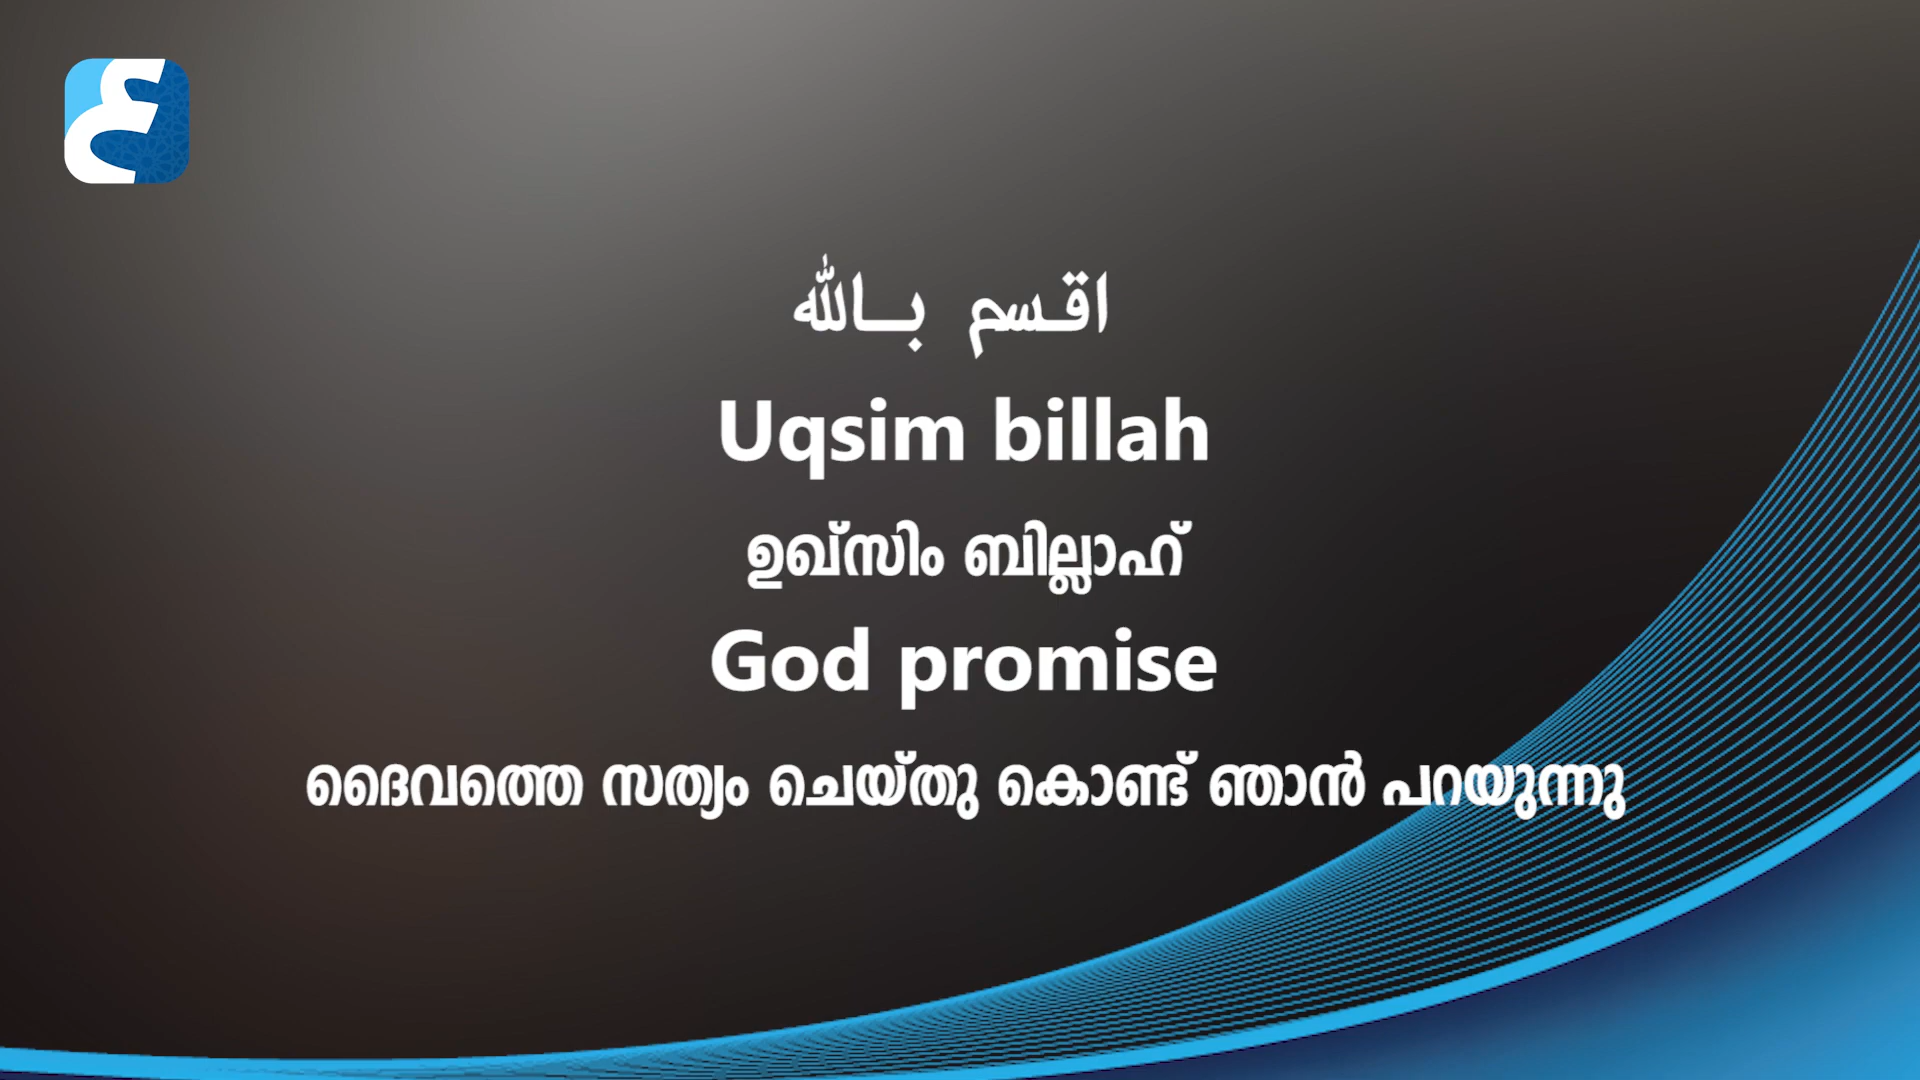 اقسم بالله
Uqsim billah
ഉഖ്സിം ബില്ലാഹ്
God promise
ദൈവത്തെ സത്യം ചെയ്തു കൊണ്ട് ഞാൻ പറയുന്നു